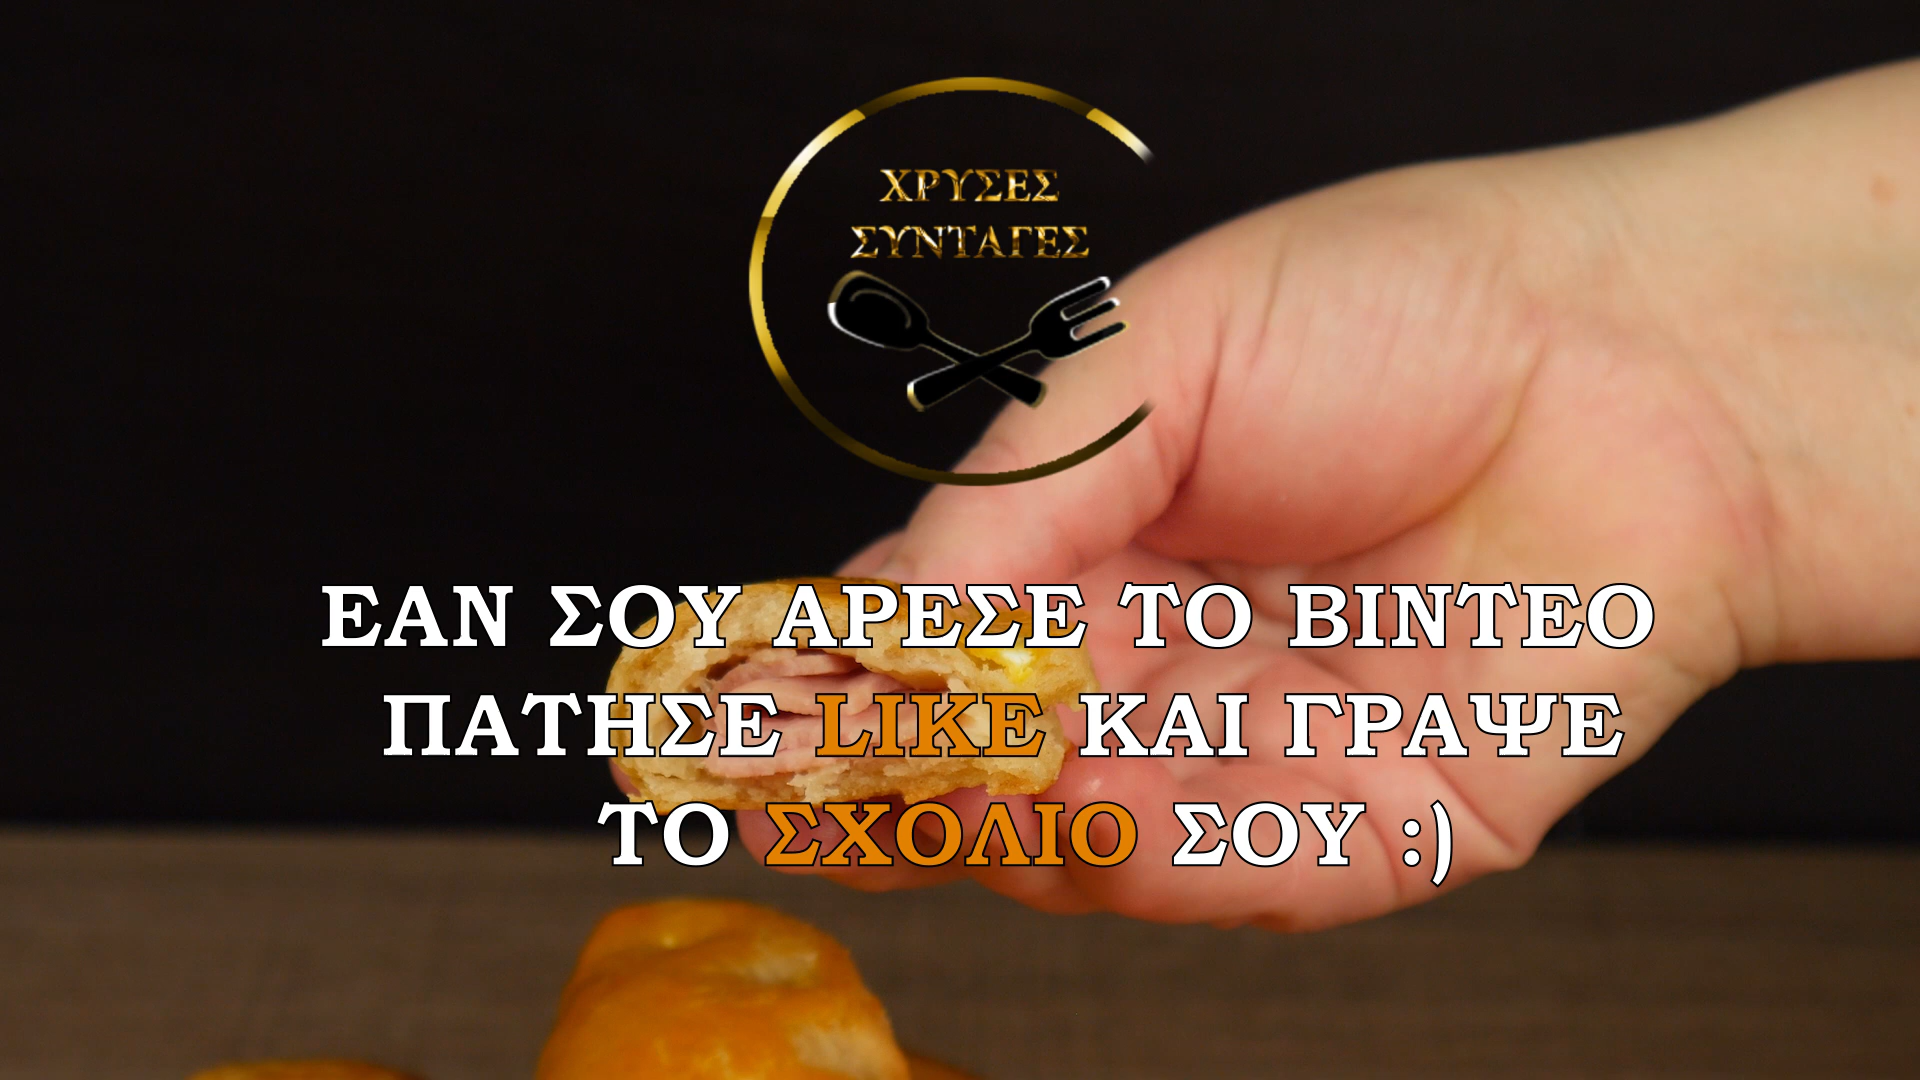 ΧΡΥΣΕΣ
ΣΥΝΤΑΓΕΣ
ΕΑΝ ΣΟΥ ΑΡΕΣΕ ΤΟ ΒΙΝΤΕΟ
ΠΑΤΗΣΕ LIKE ΚΑΙ ΓΡΑΨΕ
ΤΟ ΣΧΟΛΙΟ ΣΟΥ :)